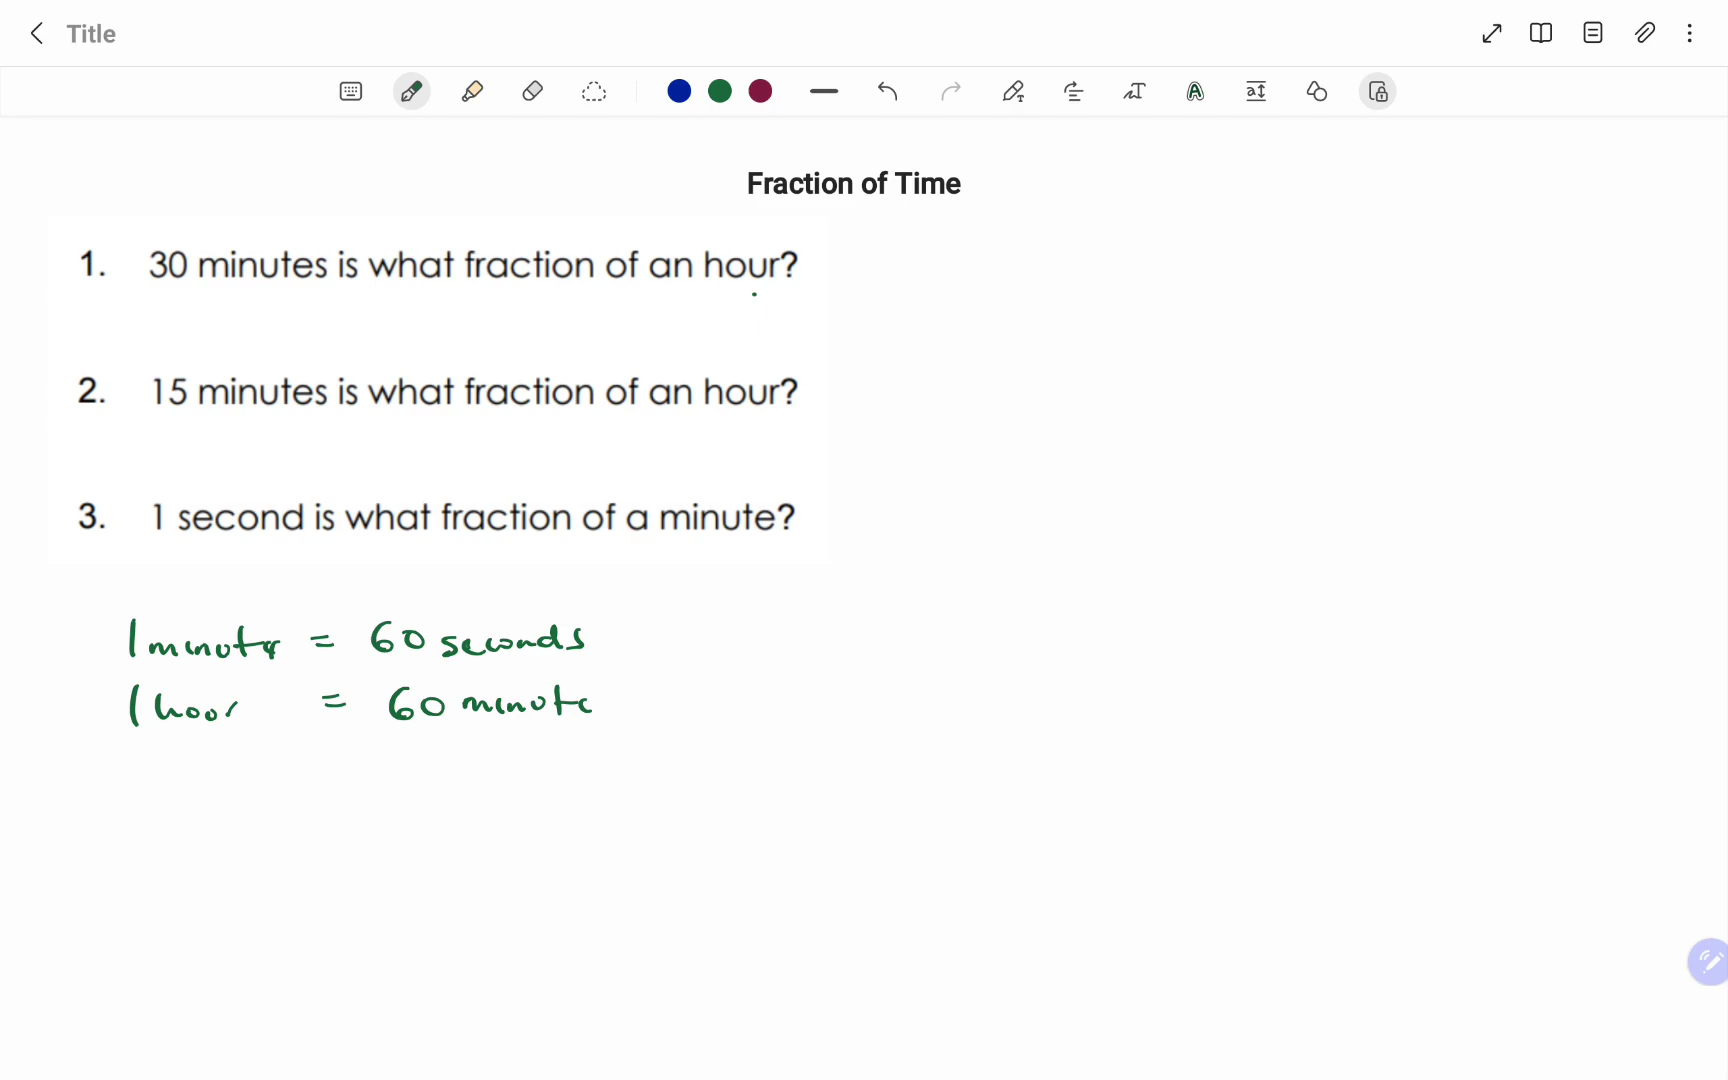 Title
Fraction of Time
1. 30 minutes is what fraction of an hour?
2. 15 minutes is what fraction of an hour?
3. 1 second is what fraction of a minute?
1 minute = 60 seconds
1 hour = 60 minute